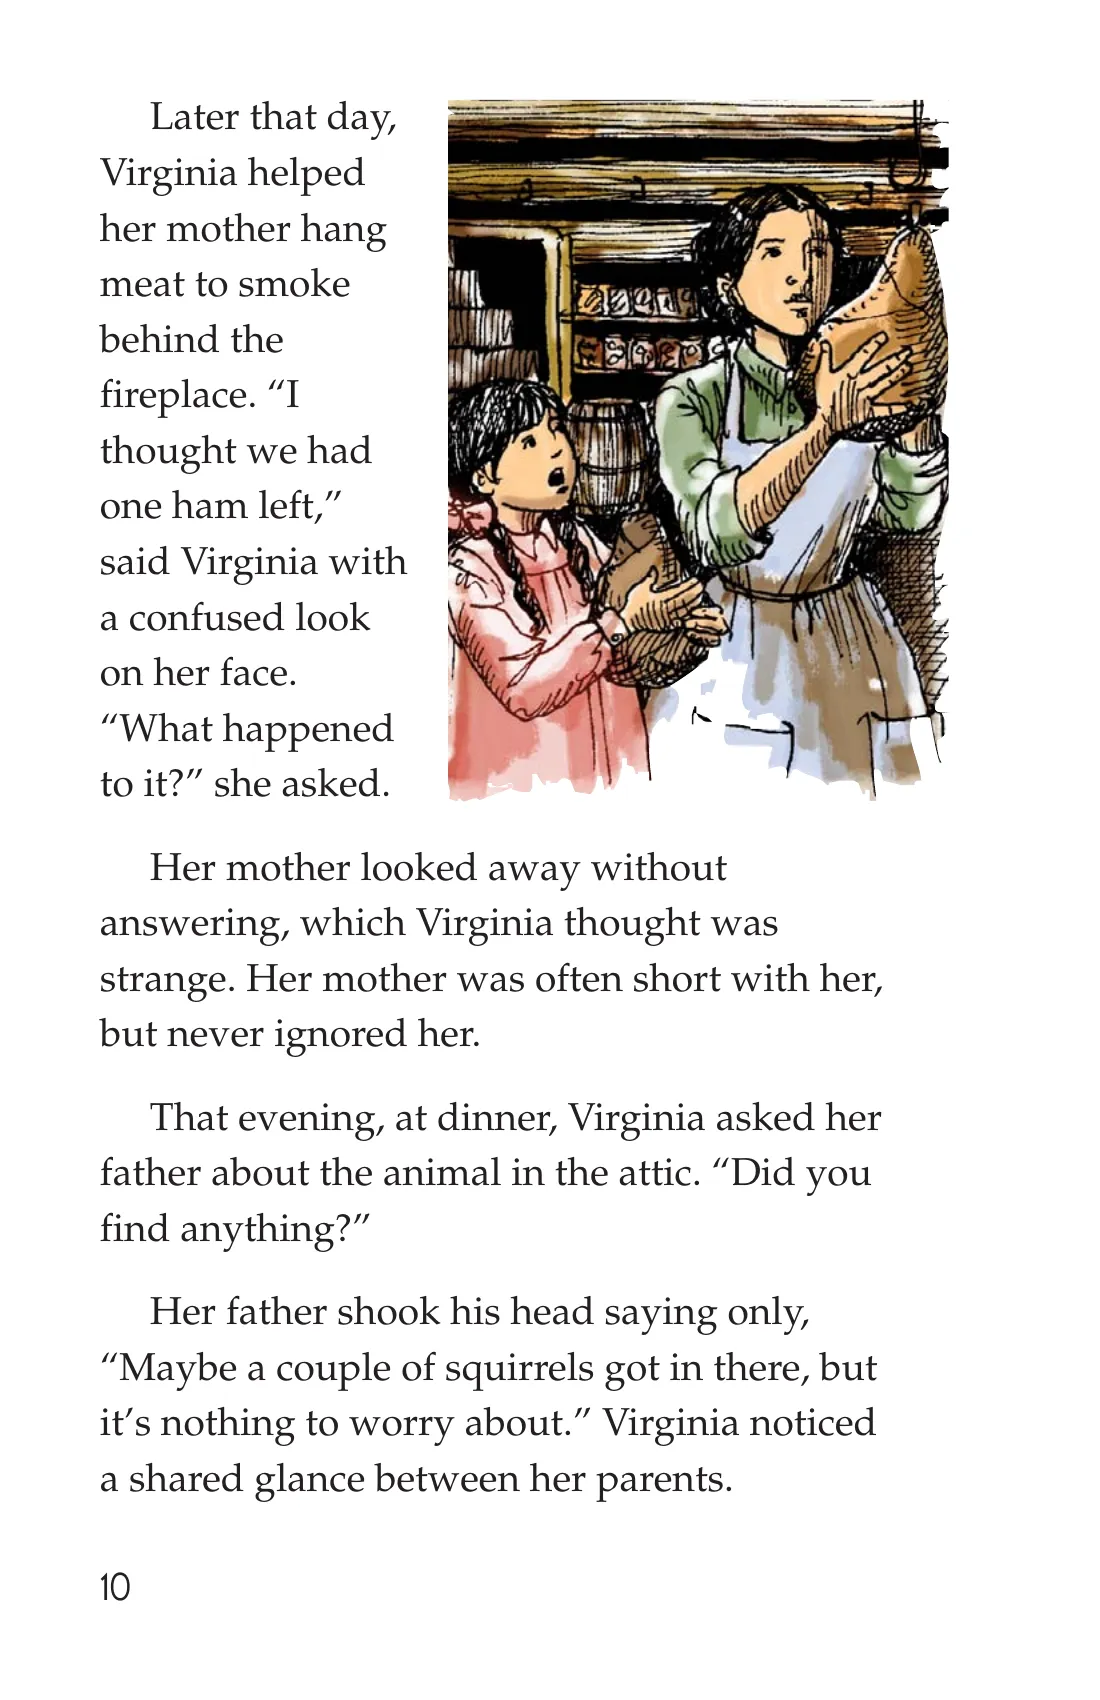 Later that day,
Virginia helped
her mother hang
meat to smoke
behind the
fireplace. “I
thought we had
one ham left,”
said Virginia with
a confused look
on her face.
“What happened
to it?” she asked.
Her mother looked away without
answering, which Virginia thought was
strange. Her mother was often short with her,
but never ignored her.
That evening, at dinner, Virginia asked her
father about the animal in the attic. “Did you
find anything?”
Her father shook his head saying only,
“Maybe a couple of squirrels got in there, but
it’s nothing to worry about.” Virginia noticed
a shared glance between her parents.
10